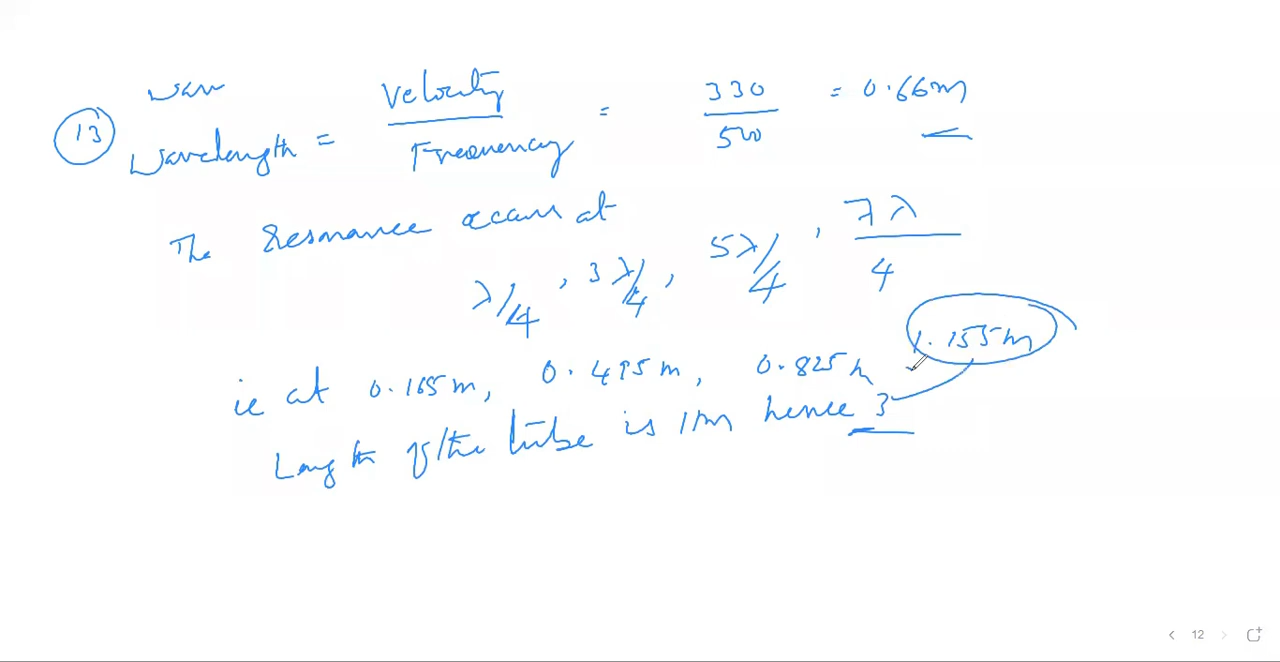 wav
13 Wavelength = Velocity / Frequency = 330 / 500 = 0.66m
The Resonance occurs at
λ/4, 3λ/4, 5λ/4, 7λ/4
ie at 0.165m, 0.495m, 0.825m 1.155m
Length of the tube is 1m hence 3
12